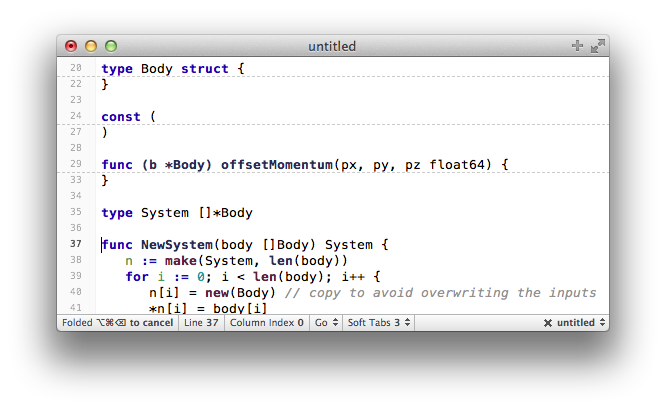 untitled
20 type Body struct {
22 }
23
24 const (
27 )
28
29 func (b *Body) offsetMomentum(px, py, pz float64) {
33 }
34
35 type System []*Body
36
37 func NewSystem(body []Body) System {
38 n := make(System, len(body))
39 for i := 0; i < len(body); i++ {
40 n[i] = new(Body) // copy to avoid overwriting the inputs
41 *n[i] = body[i]
Folded ⌥⌘⌫ to cancel Line 37 Column Index 0 Go Soft Tabs 3 untitled